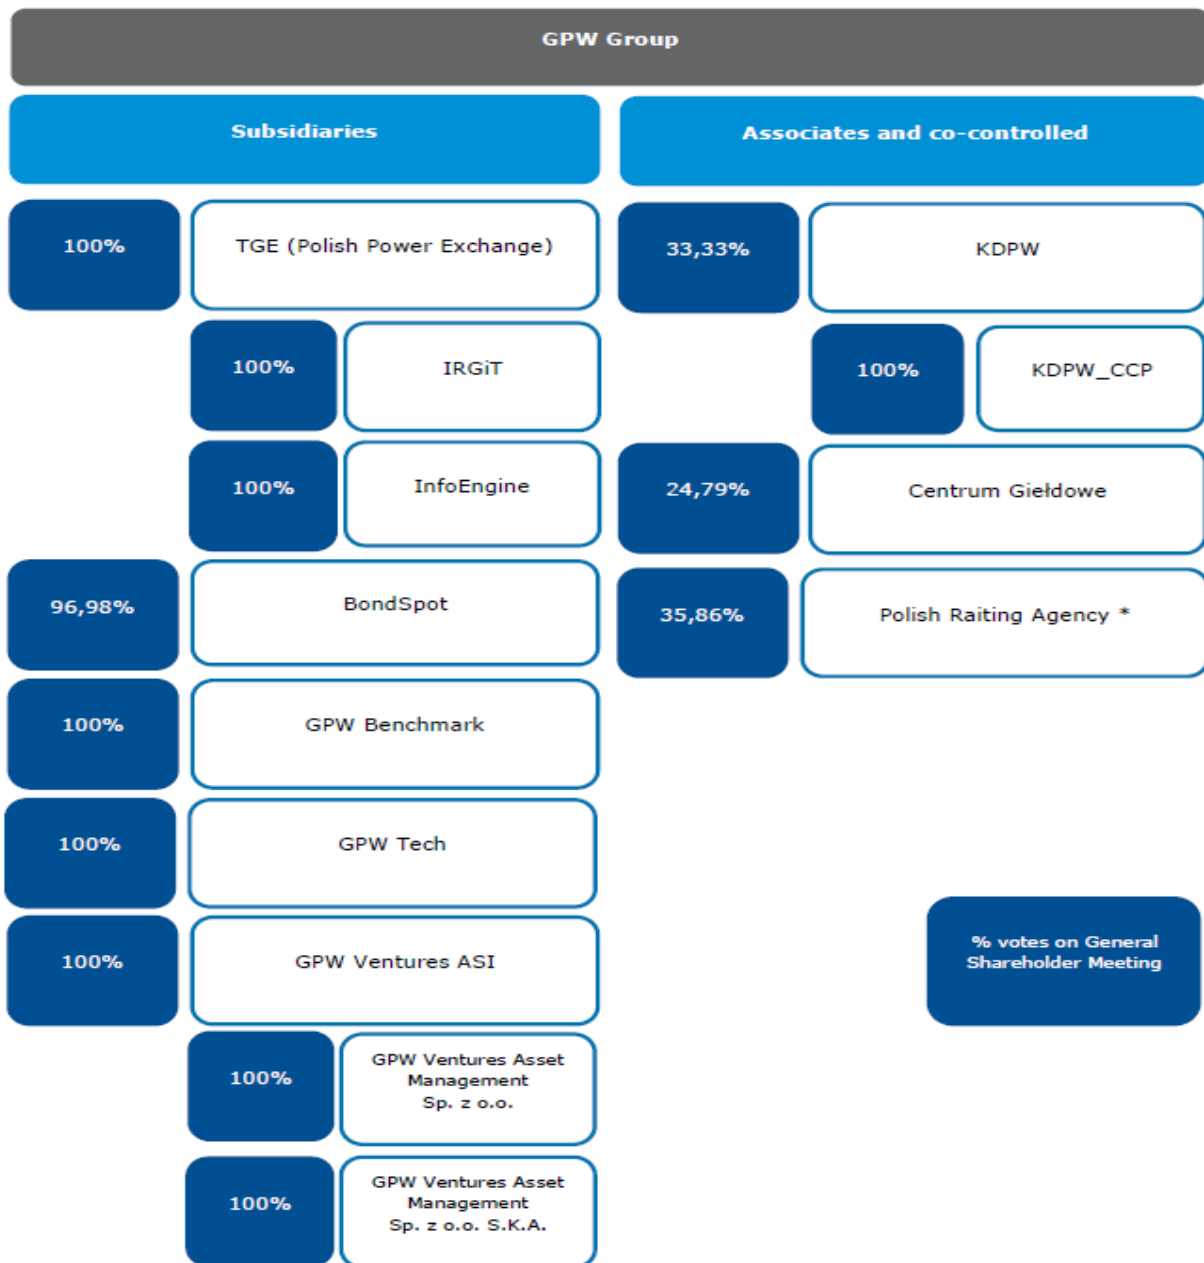 GPW Group
Subsidiaries
100%
TGE (Polish Power Exchange)
100%
IRGiT
100%
InfoEngine
96,98%
BondSpot
100%
GPW Benchmark
100%
GPW Tech
100%
GPW Ventures ASI
100%
GPW Ventures Asset
Management
Sp. z o.o.
100%
GPW Ventures Asset
Management
Sp. z o.o. S.K.A.
Associates and co-controlled
33,33%
KDPW
100%
KDPW_CCP
24,79%
Centrum Giełdowe
35,86%
Polish Raiting Agency *
% votes on General
Shareholder Meeting